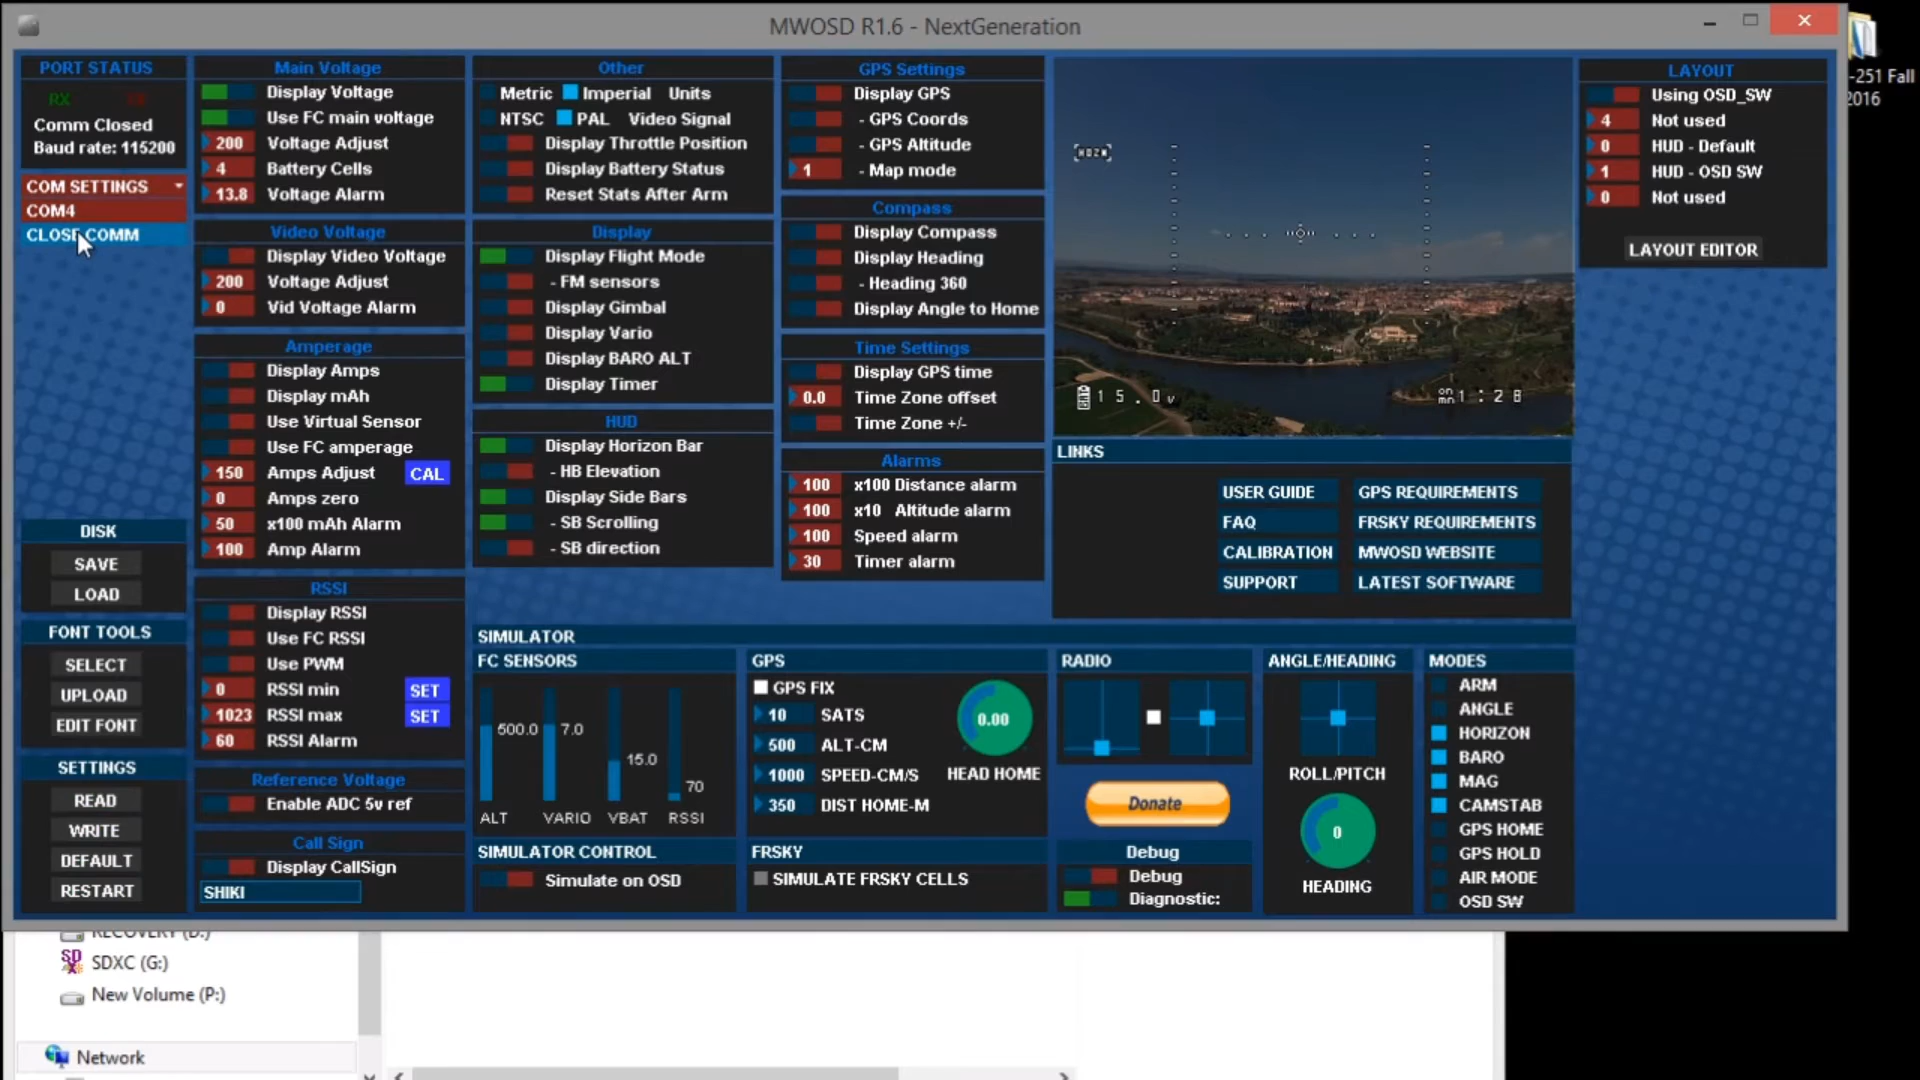 MWOSD R1.6 - NextGeneration
-251 Fall
2016
PORT STATUS
RX
Comm Closed
Baud rate: 115200
COM SETTINGS
COM4
CLOSE COMM
DISK
SAVE
LOAD
FONT TOOLS
SELECT
UPLOAD
EDIT FONT
SETTINGS
READ
WRITE
DEFAULT
RESTART
Main Voltage
Display Voltage
Use FC main voltage
200 Voltage Adjust
4 Battery Cells
13.8 Voltage Alarm
Video Voltage
Display Video Voltage
200 Voltage Adjust
0 Vid Voltage Alarm
Amperage
Display Amps
Display mAh
Use Virtual Sensor
Use FC amperage
150 Amps Adjust CAL
0 Amps zero
50 x100 mAh Alarm
100 Amp Alarm
RSSI
Display RSSI
Use FC RSSI
Use PWM
0 RSSI min SET
1023 RSSI max SET
60 RSSI Alarm
Reference Voltage
Enable ADC 5v ref
Call Sign
Display CallSign
SHIKI
Other
Metric Imperial Units
NTSC PAL Video Signal
Display Throttle Position
Display Battery Status
Reset Stats After Arm
Display
Display Flight Mode
- FM sensors
Display Gimbal
Display Vario
Display BARO ALT
Display Timer
HUD
Display Horizon Bar
- HB Elevation
Display Side Bars
- SB Scrolling
- SB direction
GPS Settings
Display GPS
- GPS Coords
- GPS Altitude
1 - Map mode
Compass
Display Compass
Display Heading
- Heading 360
Display Angle to Home
Time Settings
Display GPS time
0.0 Time Zone offset
Time Zone +/-
Alarms
100 x100 Distance alarm
100 x10 Altitude alarm
100 Speed alarm
30 Timer alarm
15.0v
on mn 1:28
LINKS
USER GUIDE GPS REQUIREMENTS
FAQ FRSKY REQUIREMENTS
CALIBRATION MWOSD WEBSITE
SUPPORT LATEST SOFTWARE
LAYOUT
Using OSD_SW
4 Not used
0 HUD - Default
1 HUD - OSD SW
0 Not used
LAYOUT EDITOR
SIMULATOR
FC SENSORS
500.0 7.0
15.0
70
ALT VARIO VBAT RSSI
SIMULATOR CONTROL
Simulate on OSD
GPS
GPS FIX
10 SATS
500 ALT-CM
1000 SPEED-CM/S
350 DIST HOME-M
0.00
HEAD HOME
FRSKY
SIMULATE FRSKY CELLS
RADIO
Donate
Debug
Debug
Diagnostic:
ANGLE/HEADING
ROLL/PITCH
0
HEADING
MODES
ARM
ANGLE
HORIZON
BARO
MAG
CAMSTAB
GPS HOME
GPS HOLD
AIR MODE
OSD SW
RECOVERY (D:)
SDXC (G:)
New Volume (P:)
Network